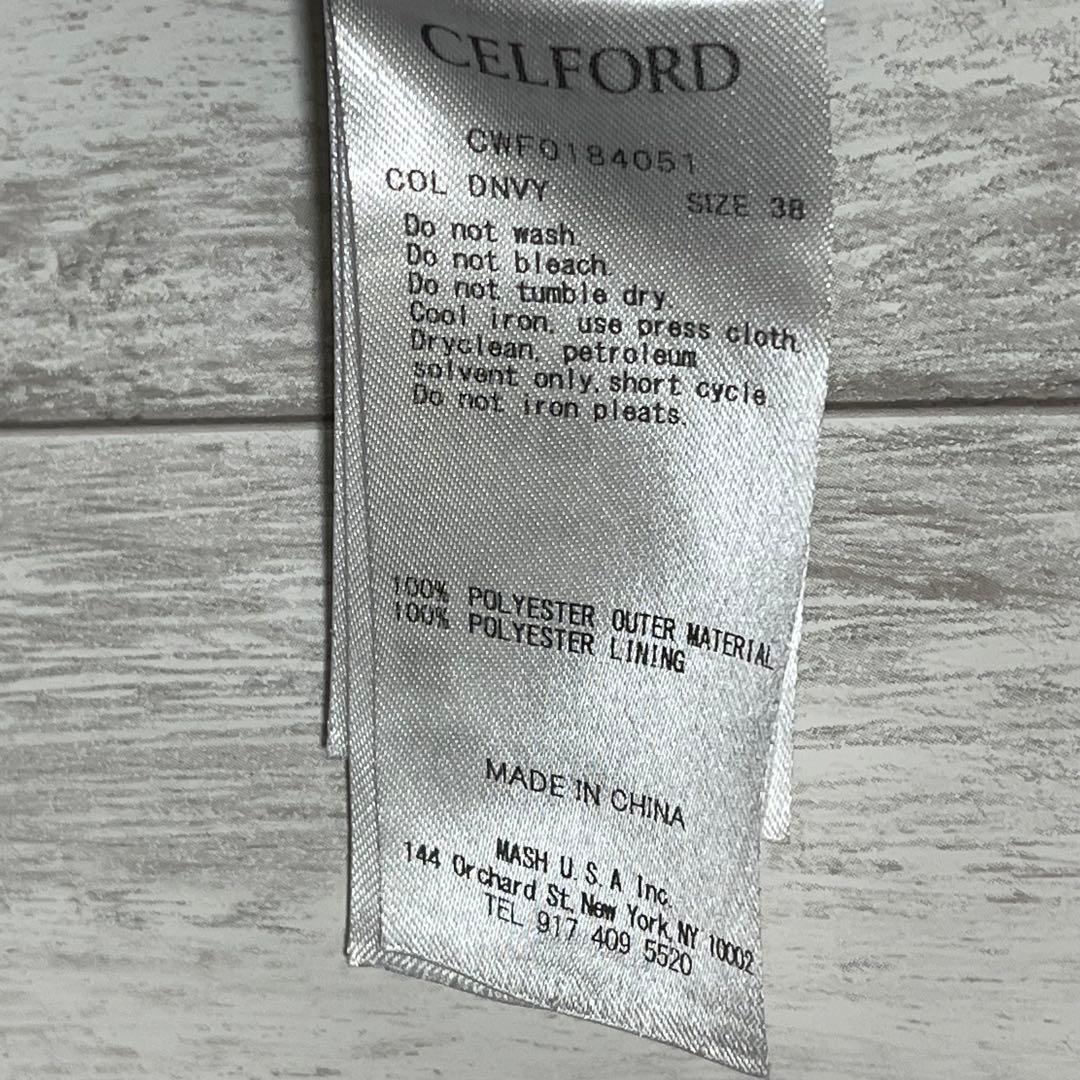 CELFORD
CWFO184051
COL DNVY SIZE 38
Do not wash.
Do not bleach.
Do not tumble dry.
Cool iron. use press cloth.
Dryclean. petroleum
solvent only. short cycle.
Do not iron pleats.
100% POLYESTER OUTER MATERIAL
100% POLYESTER LINING
MADE IN CHINA
MASH U.S.A Inc.
144 Orchard St. New York. NY 10002
TEL 917 409 5520